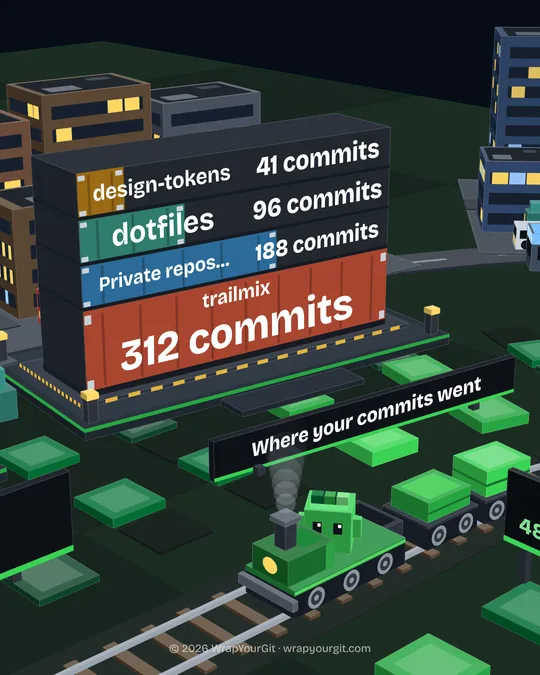 design-tokens 41 commits
dotfiles 96 commits
Private repos... 188 commits
trailmix
312 commits
Where your commits went
48
© 2026 WrapYourGit · wrapyourgit.com